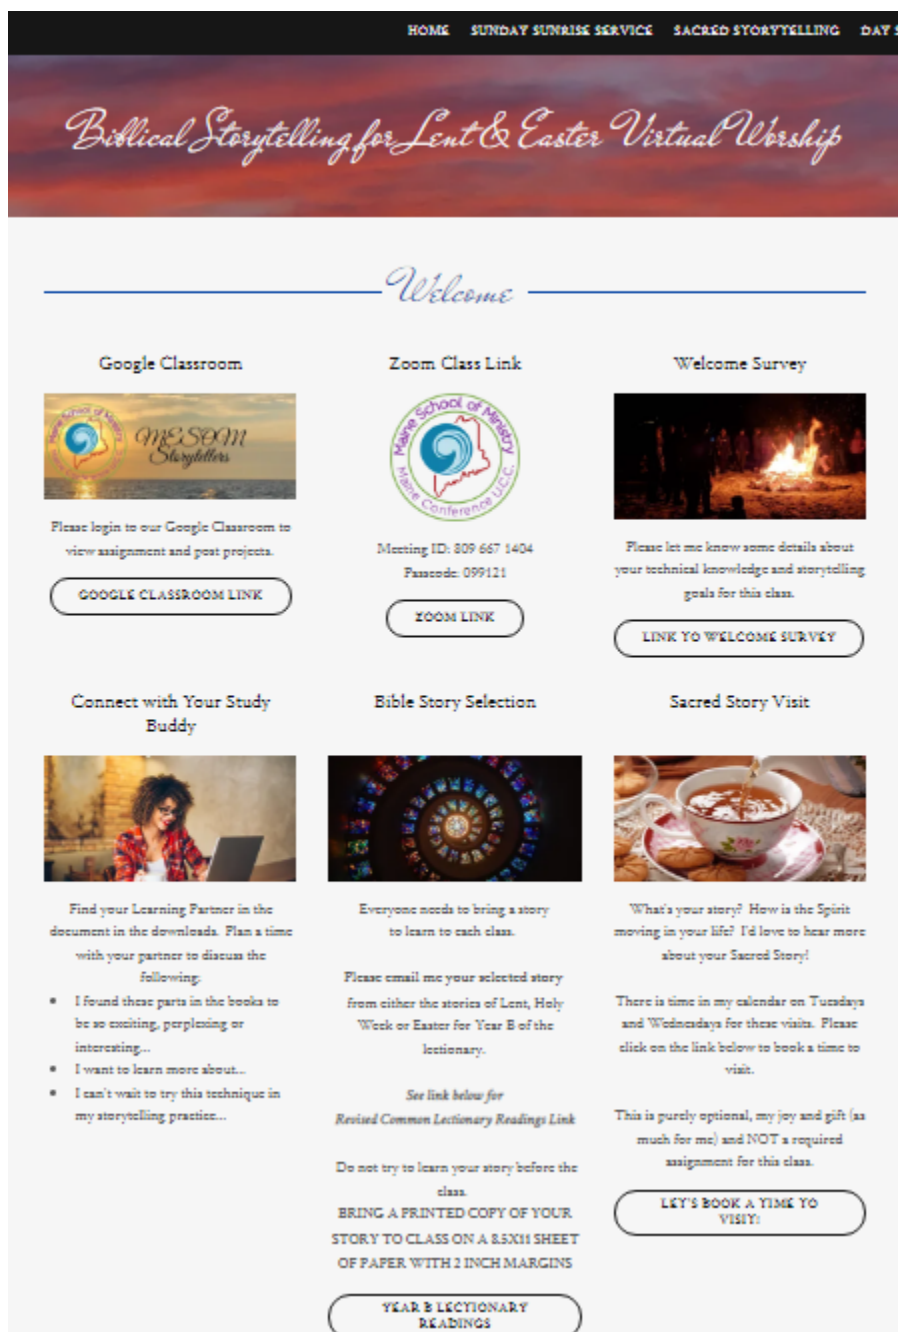 HOME SUNDAY SUNRISE SERVICE SACRED STORYTELLING DAY S
Biblical Storytelling for Lent & Easter Virtual Worship
Welcome
Google Classroom
MESOM
Storytellers
Maine School of Ministry
Please login to our Google Classroom to
view assignment and post projects.
GOOGLE CLASSROOM LINK
Zoom Class Link
Maine School of Ministry
Maine Conference U.C.C.
Meeting ID: 809 667 1404
Passcode: 099121
ZOOM LINK
Welcome Survey
Please let me know some details about
your technical knowledge and storytelling
goals for this class.
LINK TO WELCOME SURVEY
Connect with Your Study
Buddy
Find your Learning Partner in the
document in the downloads. Plan a time
with your partner to discuss the
following:
• I found these parts in the books to
be so exciting, perplexing or
interesting...
• I want to learn more about...
• I can't wait to try this technique in
my storytelling practice...
Bible Story Selection
Everyone needs to bring a story
to learn to each class.
Please email me your selected story
from either the stories of Lent, Holy
Week or Easter for Year B of the
lectionary.
See link below for
Revised Common Lectionary Readings Link
Do not try to learn your story before the
class.
BRING A PRINTED COPY OF YOUR
STORY TO CLASS ON A 8.5X11 SHEET
OF PAPER WITH 2 INCH MARGINS
YEAR B LECTIONARY
READINGS
Sacred Story Visit
What's your story? How is the Spirit
moving in your life? I'd love to hear more
about your Sacred Story!
There is time in my calendar on Tuesdays
and Wednesdays for these visits. Please
click on the link below to book a time to
visit.
This is purely optional, my joy and gift (as
much for me) and NOT a required
assignment for this class.
LET'S BOOK A TIME TO
VISIT!